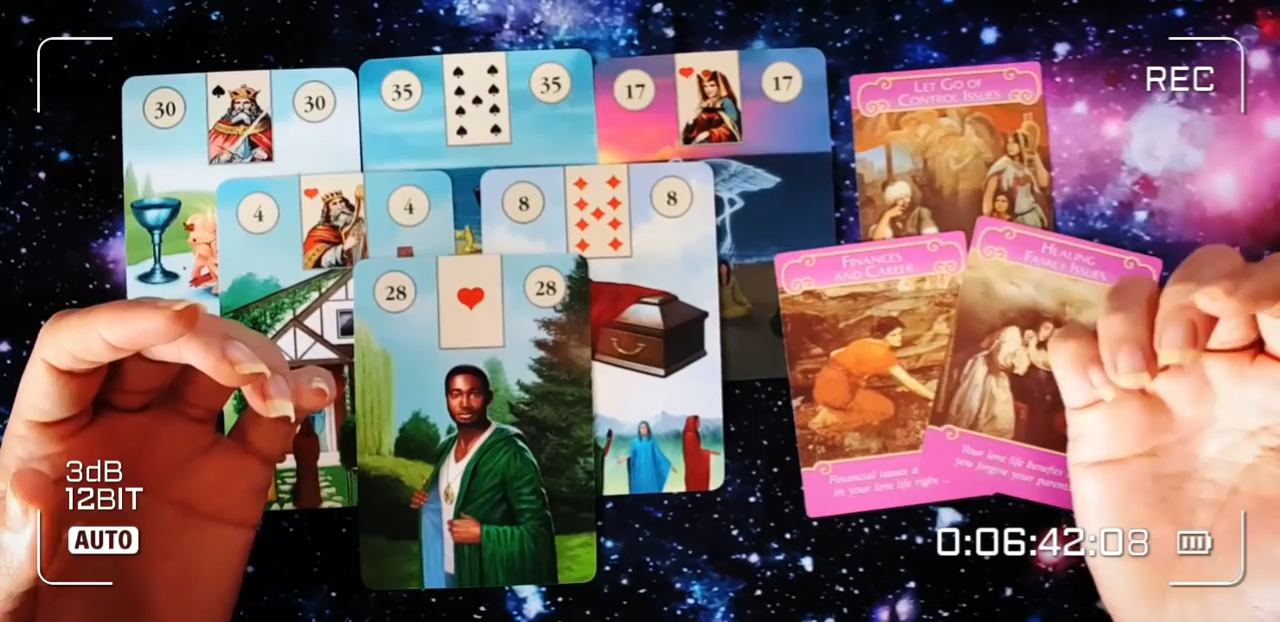 30 30
35 35
17 17
LET GO OF
CONTROL ISSUES
REC
4 4
8 8
FINANCES
AND CAREER
HEALING
FAMILY ISSUES
28 28
Financial issues a
in your love life right
Your love life benefits
you forgive your parent
3dB
12BIT
AUTO
0:06:42:08